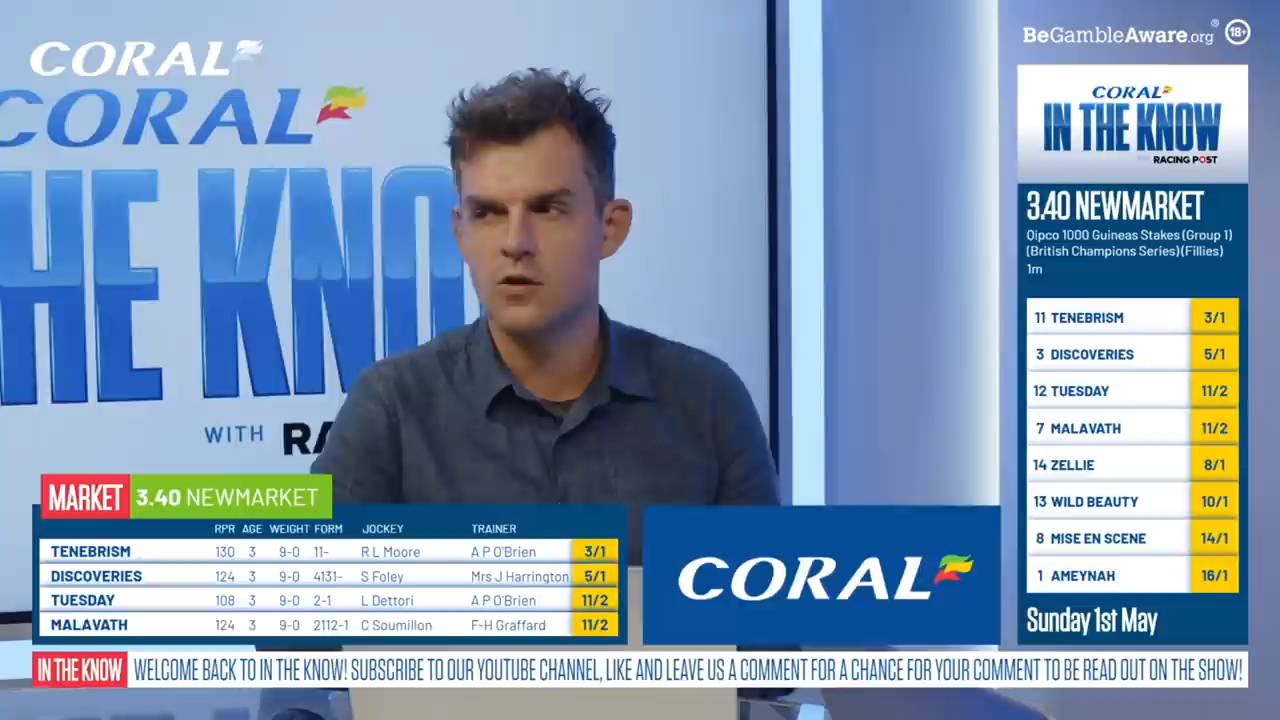 CORAL
CORAL
HE KNO
WITH RA
BeGambleAware.org® 18+
CORAL
IN THE KNOW
WITH RACING POST
3.40 NEWMARKET
Qipco 1000 Guineas Stakes (Group 1)
(British Champions Series)(Fillies)
1m
11 TENEBRISM 3/1
3 DISCOVERIES 5/1
12 TUESDAY 11/2
7 MALAVATH 11/2
14 ZELLIE 8/1
13 WILD BEAUTY 10/1
8 MISE EN SCENE 14/1
1 AMEYNAH 16/1
Sunday 1st May
MARKET 3.40 NEWMARKET
RPR AGE WEIGHT FORM JOCKEY TRAINER
TENEBRISM 130 3 9-0 11- R L Moore A P O'Brien 3/1
DISCOVERIES 124 3 9-0 4131- S Foley Mrs J Harrington 5/1
TUESDAY 108 3 9-0 2-1 L Dettori A P O'Brien 11/2
MALAVATH 124 3 9-0 2112-1 C Soumillon F-H Graffard 11/2
CORAL
IN THE KNOW WELCOME BACK TO IN THE KNOW! SUBSCRIBE TO OUR YOUTUBE CHANNEL, LIKE AND LEAVE US A COMMENT FOR A CHANCE FOR YOUR COMMENT TO BE READ OUT ON THE SHOW!